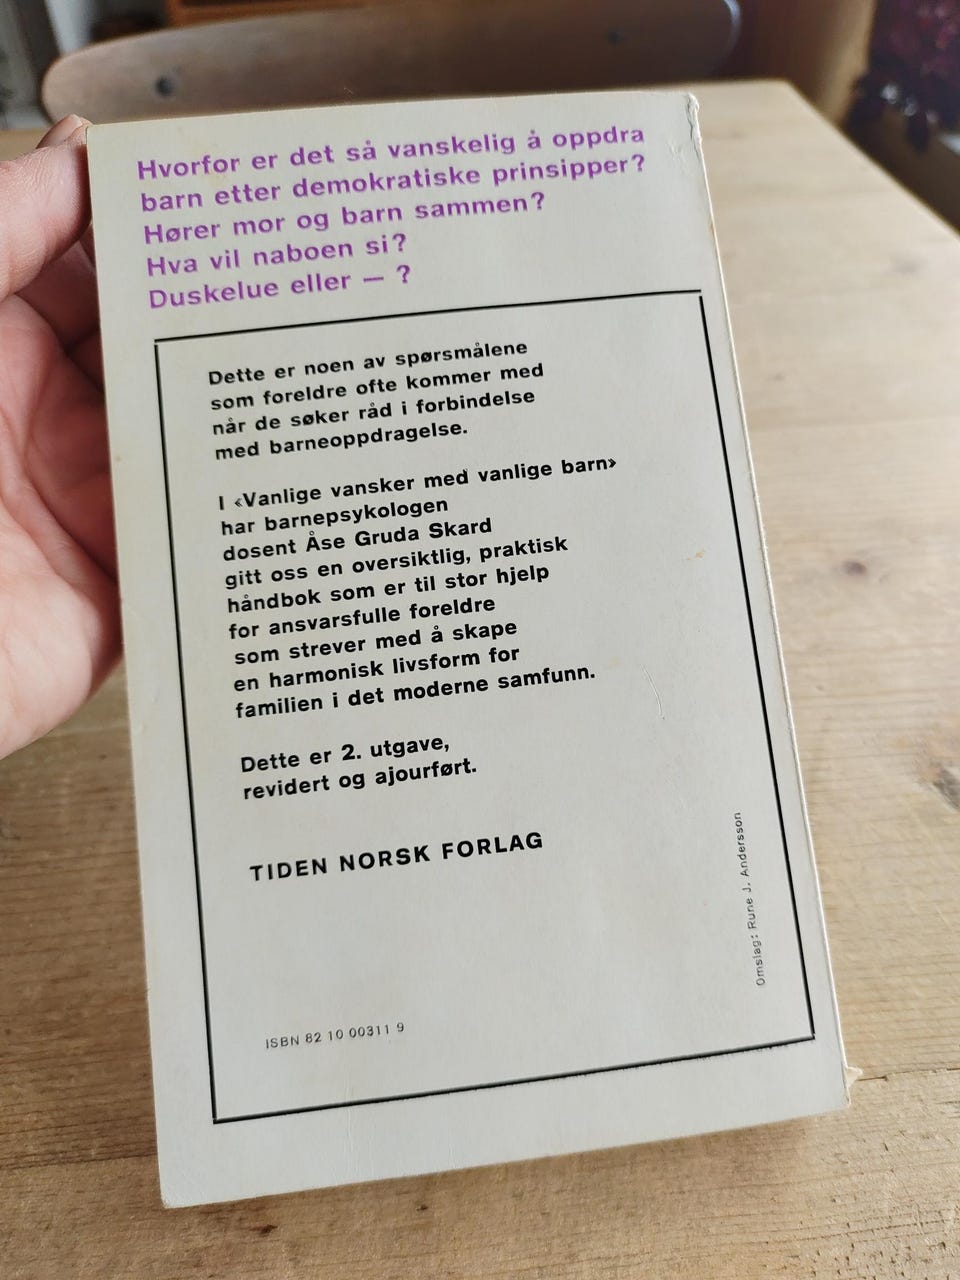 Hvorfor er det så vanskelig å oppdra
barn etter demokratiske prinsipper?
Hører mor og barn sammen?
Hva vil naboen si?
Duskelue eller — ?
Dette er noen av spørsmålene
som foreldre ofte kommer med
når de søker råd i forbindelse
med barneoppdragelse.
I «Vanlige vansker med vanlige barn»
har barnepsykologen
dosent Åse Gruda Skard
gitt oss en oversiktlig, praktisk
håndbok som er til stor hjelp
for ansvarsfulle foreldre
som strever med å skape
en harmonisk livsform for
familien i det moderne samfunn.
Dette er 2. utgave,
revidert og ajourført.
TIDEN NORSK FORLAG
Omslag: Rune J. Andersson
ISBN 82 10 00311 9